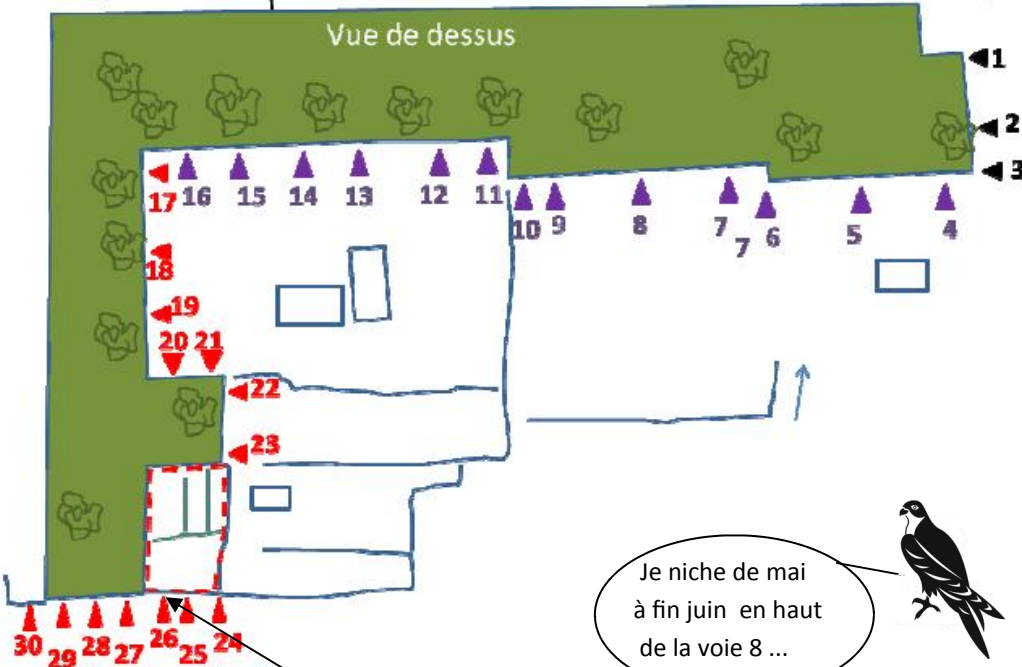 Vue de dessus
1
2
3
17 16 15 14 13 12 11
10 9 8 7 7 6 5 4
18
19
20 21
22
23
30 29 28 27 26 25 24
Je niche de mai
à fin juin en haut
de la voie 8 ...